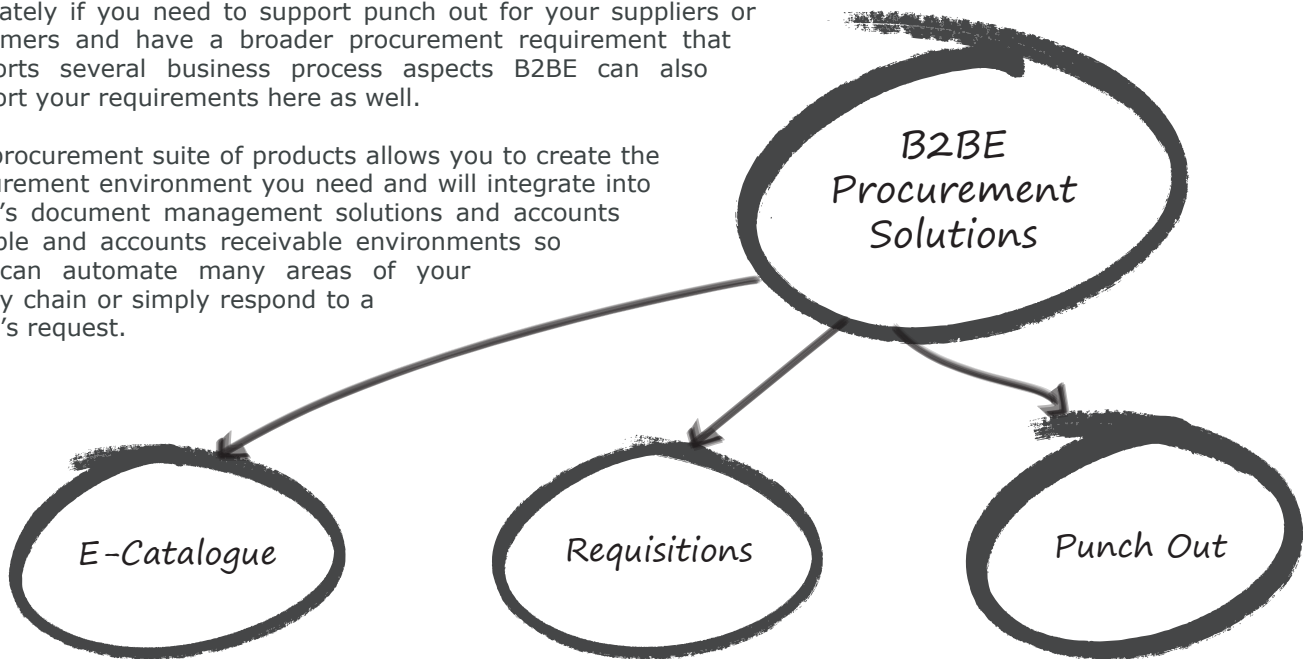 ately if you need to support punch out for your suppliers or
mers and have a broader procurement requirement that
orts several business process aspects B2BE can also
ort your requirements here as well.
procurement suite of products allows you to create the
urement environment you need and will integrate into
’s document management solutions and accounts
ble and accounts receivable environments so
can automate many areas of your
y chain or simply respond to a
’s request.
B2BE
Procurement
Solutions
E-Catalogue
Requisitions
Punch Out